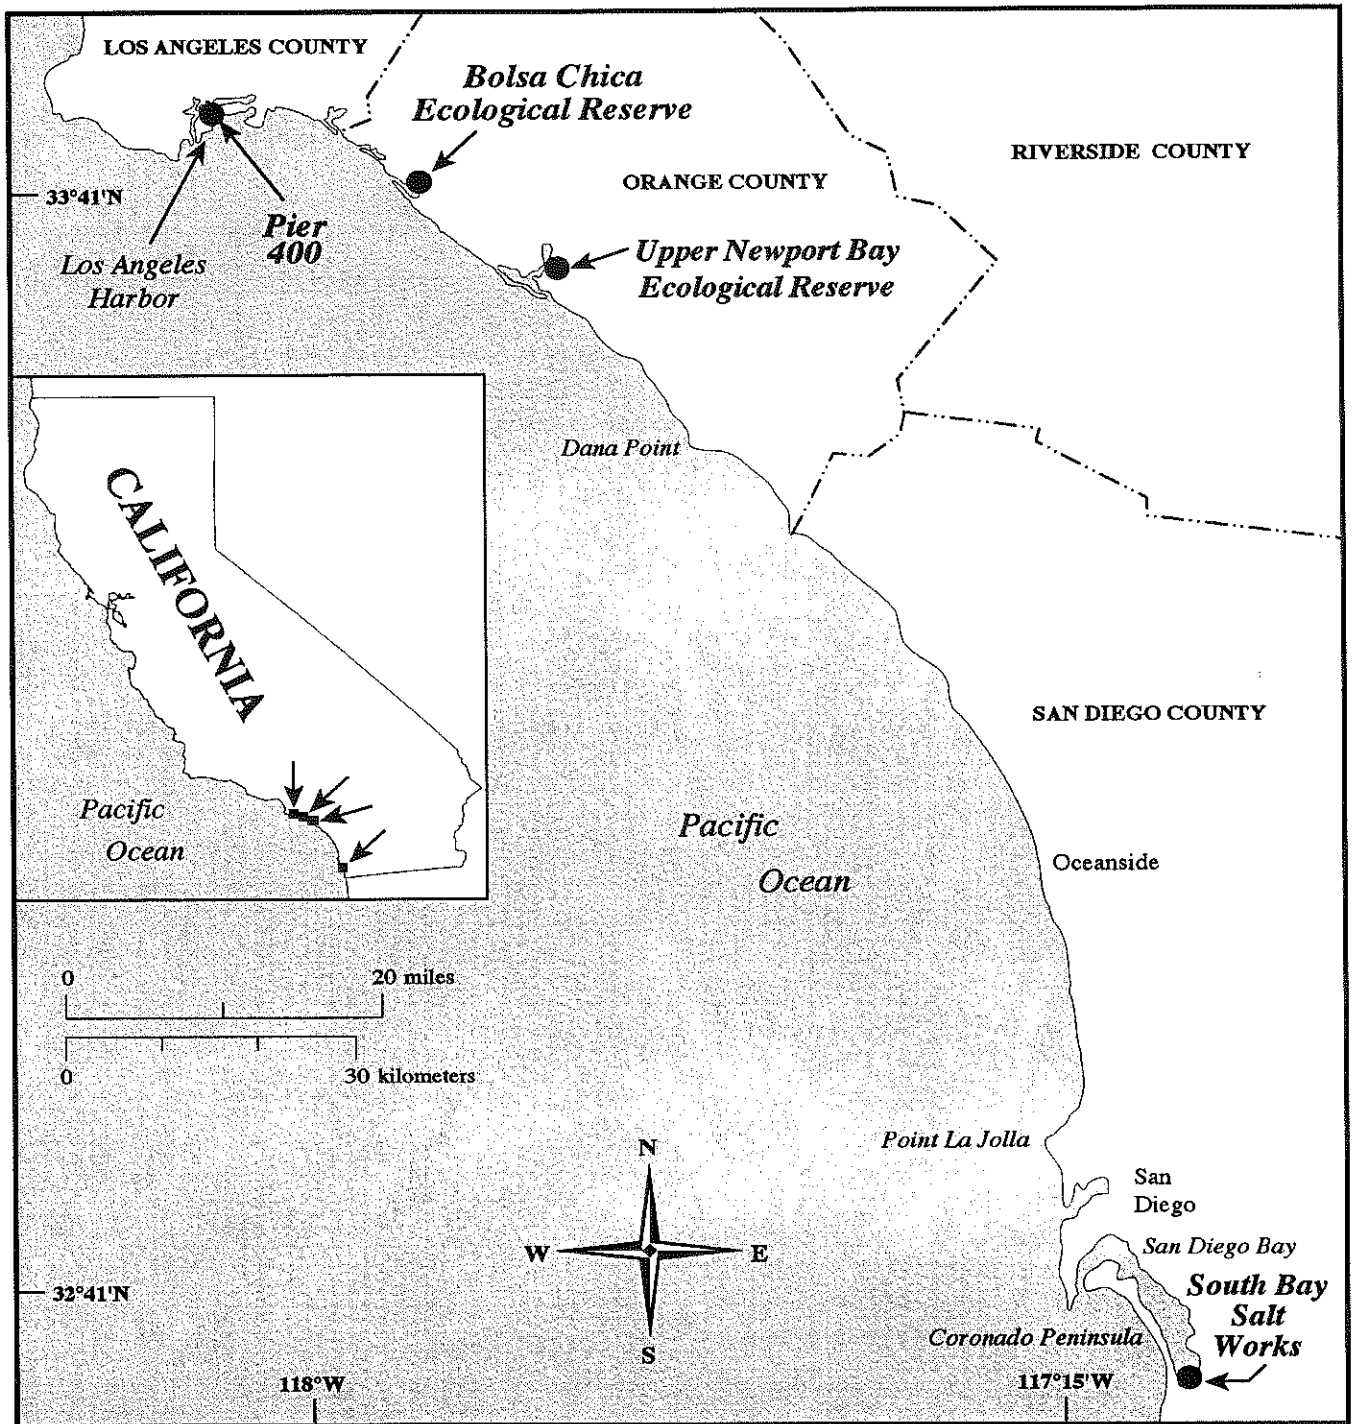 LOS ANGELES COUNTY
Bolsa Chica
Ecological Reserve
RIVERSIDE COUNTY
ORANGE COUNTY
33°41'N
Pier
400
Los Angeles
Harbor
Upper Newport Bay
Ecological Reserve
Dana Point
CALIFORNIA
SAN DIEGO COUNTY
Pacific
Ocean
Pacific
Ocean
Oceanside
0
20 miles
0
30 kilometers
Point La Jolla
N
W
E
S
San
Diego
San Diego Bay
South Bay
Salt
Works
32°41'N
Coronado Peninsula
118°W
117°15'W